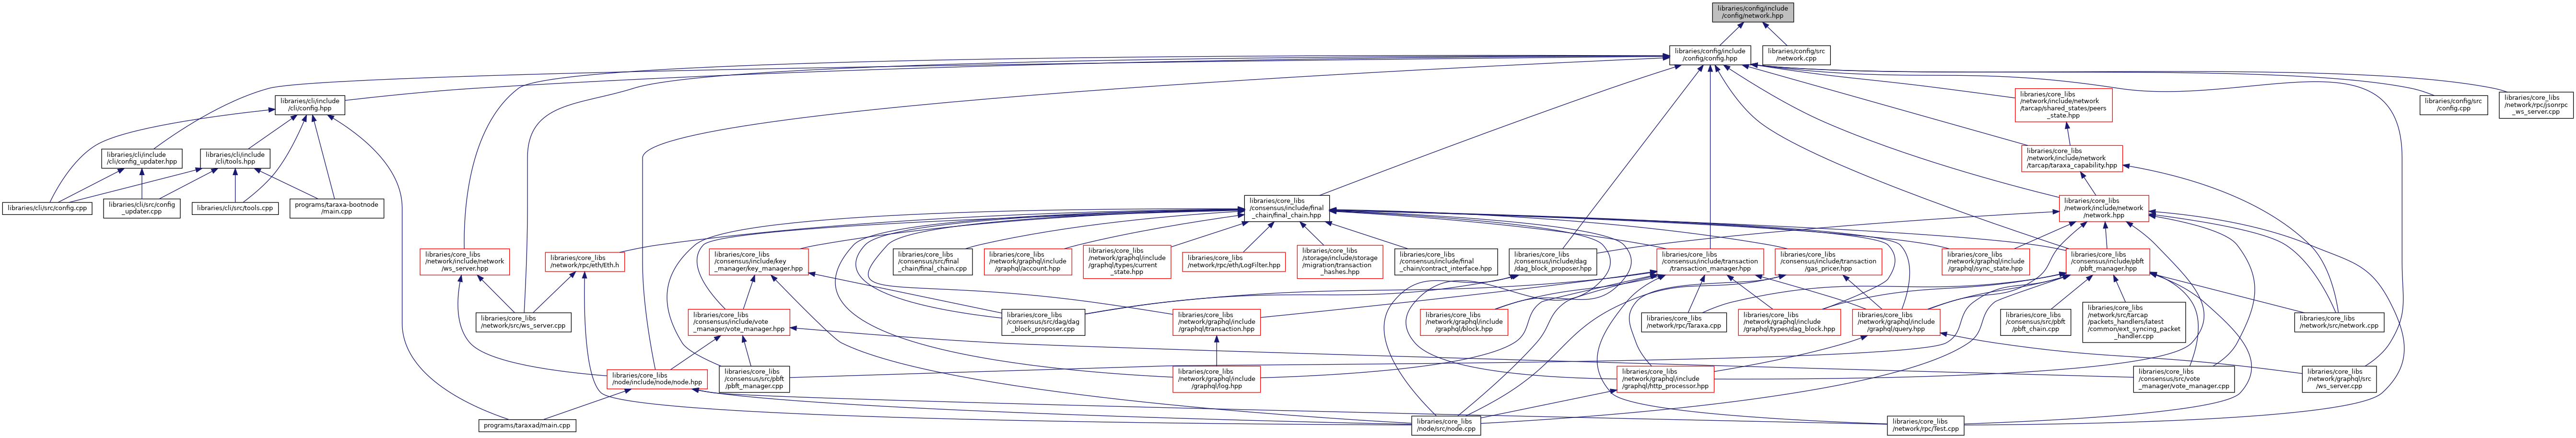 libraries/config/include
/config/network.hpp
libraries/config/include
/config/config.hpp
libraries/config/src
/network.cpp
libraries/cli/include
/cli/config.hpp
libraries/core_libs
/network/include/network
/tarcap/shared_states/peers
_state.hpp
libraries/config/src
/config.cpp
libraries/core_libs
/network/rpc/jsonrpc
_ws_server.cpp
libraries/cli/include
/cli/config_updater.hpp
libraries/cli/include
/cli/tools.hpp
libraries/core_libs
/network/include/network
/tarcap/taraxa_capability.hpp
libraries/cli/src/config.cpp
libraries/cli/src/config
_updater.cpp
libraries/cli/src/tools.cpp
programs/taraxa-bootnode
/main.cpp
libraries/core_libs
/consensus/include/final
_chain/final_chain.hpp
libraries/core_libs
/network/include/network
/network.hpp
libraries/core_libs
/network/include/network
/ws_server.hpp
libraries/core_libs
/network/rpc/eth/Eth.h
libraries/core_libs
/consensus/include/key
_manager/key_manager.hpp
libraries/core_libs
/consensus/src/final
_chain/final_chain.cpp
libraries/core_libs
/network/graphql/include
/graphql/account.hpp
libraries/core_libs
/network/graphql/include
/graphql/types/current
_state.hpp
libraries/core_libs
/network/rpc/eth/LogFilter.hpp
libraries/core_libs
/storage/include/storage
/migration/transaction
_hashes.hpp
libraries/core_libs
/consensus/include/final
_chain/contract_interface.hpp
libraries/core_libs
/consensus/include/dag
/dag_block_proposer.hpp
libraries/core_libs
/consensus/include/transaction
/transaction_manager.hpp
libraries/core_libs
/consensus/include/transaction
/gas_pricer.hpp
libraries/core_libs
/network/graphql/include
/graphql/sync_state.hpp
libraries/core_libs
/consensus/include/pbft
/pbft_manager.hpp
libraries/core_libs
/network/src/ws_server.cpp
libraries/core_libs
/consensus/include/vote
_manager/vote_manager.hpp
libraries/core_libs
/consensus/src/dag/dag
_block_proposer.cpp
libraries/core_libs
/network/graphql/include
/graphql/transaction.hpp
libraries/core_libs
/network/graphql/include
/graphql/block.hpp
libraries/core_libs
/network/rpc/Taraxa.cpp
libraries/core_libs
/network/graphql/include
/graphql/types/dag_block.hpp
libraries/core_libs
/network/graphql/include
/graphql/query.hpp
libraries/core_libs
/consensus/src/pbft
/pbft_chain.cpp
libraries/core_libs
/network/src/tarcap
/packets_handlers/latest
/common/ext_syncing_packet
_handler.cpp
libraries/core_libs
/network/src/network.cpp
libraries/core_libs
/node/include/node/node.hpp
libraries/core_libs
/consensus/src/pbft
/pbft_manager.cpp
libraries/core_libs
/network/graphql/include
/graphql/log.hpp
libraries/core_libs
/network/graphql/include
/graphql/http_processor.hpp
libraries/core_libs
/consensus/src/vote
_manager/vote_manager.cpp
libraries/core_libs
/network/graphql/src
/ws_server.cpp
programs/taraxad/main.cpp
libraries/core_libs
/node/src/node.cpp
libraries/core_libs
/network/rpc/Test.cpp